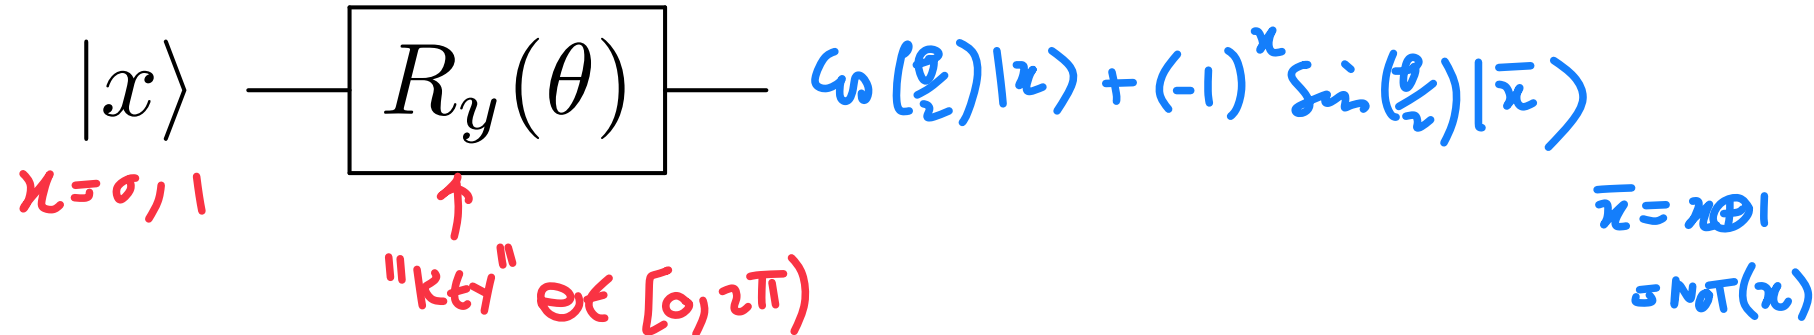 |x⟩ R_y(θ) Cos(θ/2)|x⟩ + (-1)^x Sin(θ/2)|x̄⟩
x = 0, 1
x̄ = x⊕1
"Key" θ ∈ [0, 2π)
= NOT(x)